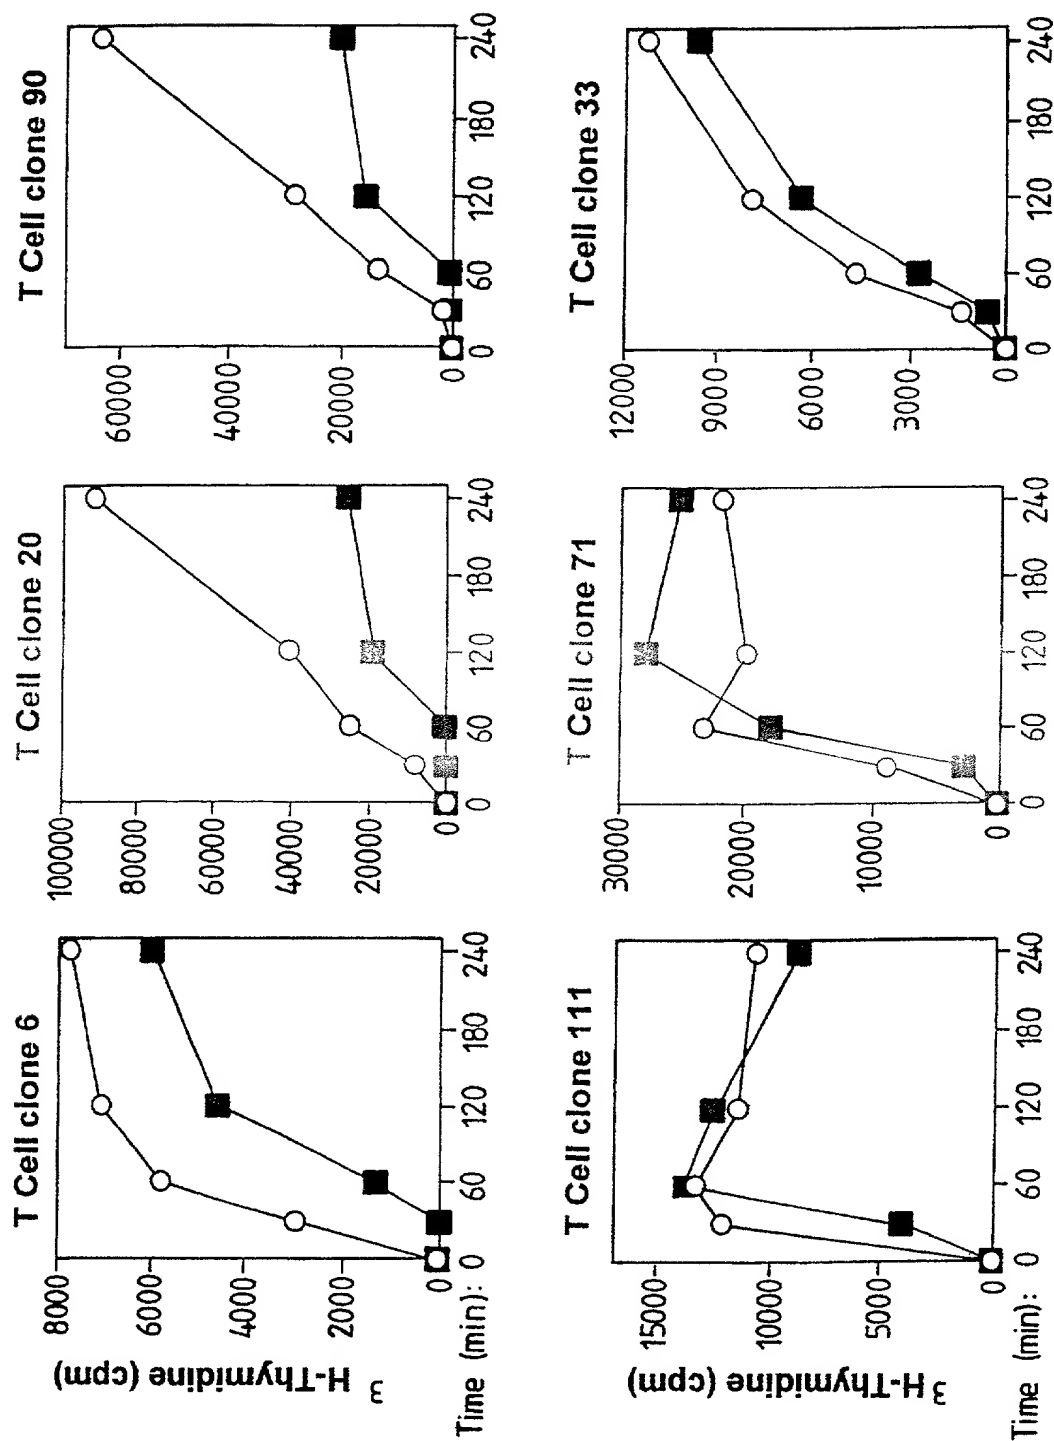 T Cell clone 6
8000
6000
4000
2000
0
³H-Thymidine (cpm)
Time (min): 0 60 120 180 240
T Cell clone 20
100000
80000
60000
40000
20000
0
0 60 120 180 240
T Cell clone 90
60000
40000
20000
0
0 60 120 180 240
T Cell clone 111
15000
10000
5000
0
³H-Thymidine (cpm)
Time (min): 0 60 120 180 240
T Cell clone 71
30000
20000
10000
0
0 60 120 180 240
T Cell clone 33
12000
9000
6000
3000
0
0 60 120 180 240